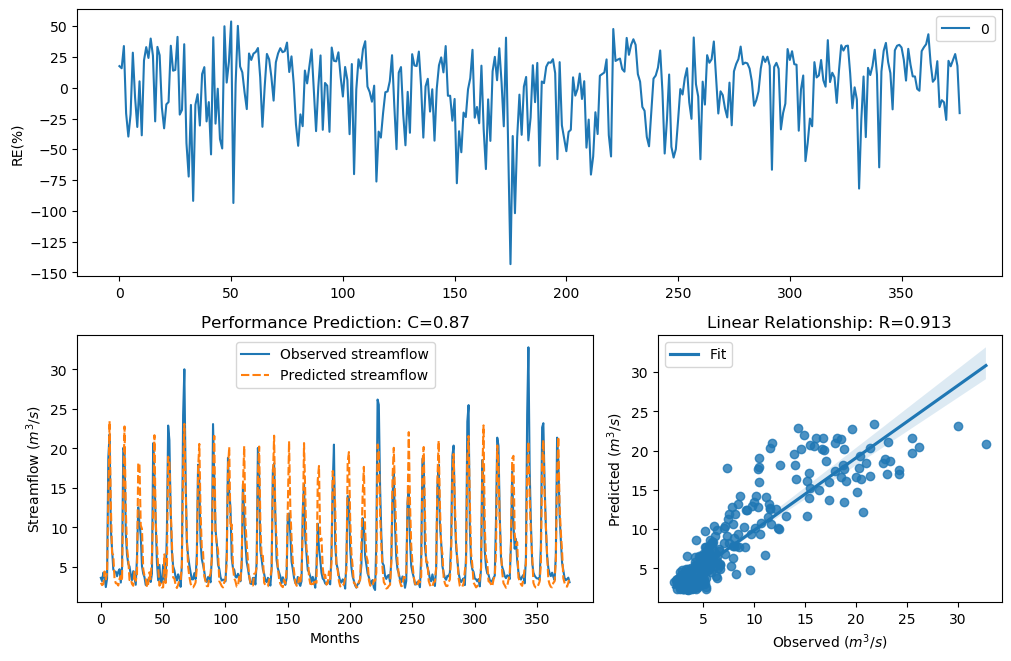 50
25
0
−25
−50
−75
−100
−125
−150
RE(%)
0
0 50 100 150 200 250 300 350
Performance Prediction: C=0.87
Observed streamflow
Predicted streamflow
30
25
20
15
10
5
Streamflow (m³/s)
0 50 100 150 200 250 300 350
Months
Linear Relationship: R=0.913
Fit
30
25
20
15
10
5
Predicted (m³/s)
5 10 15 20 25 30
Observed (m³/s)